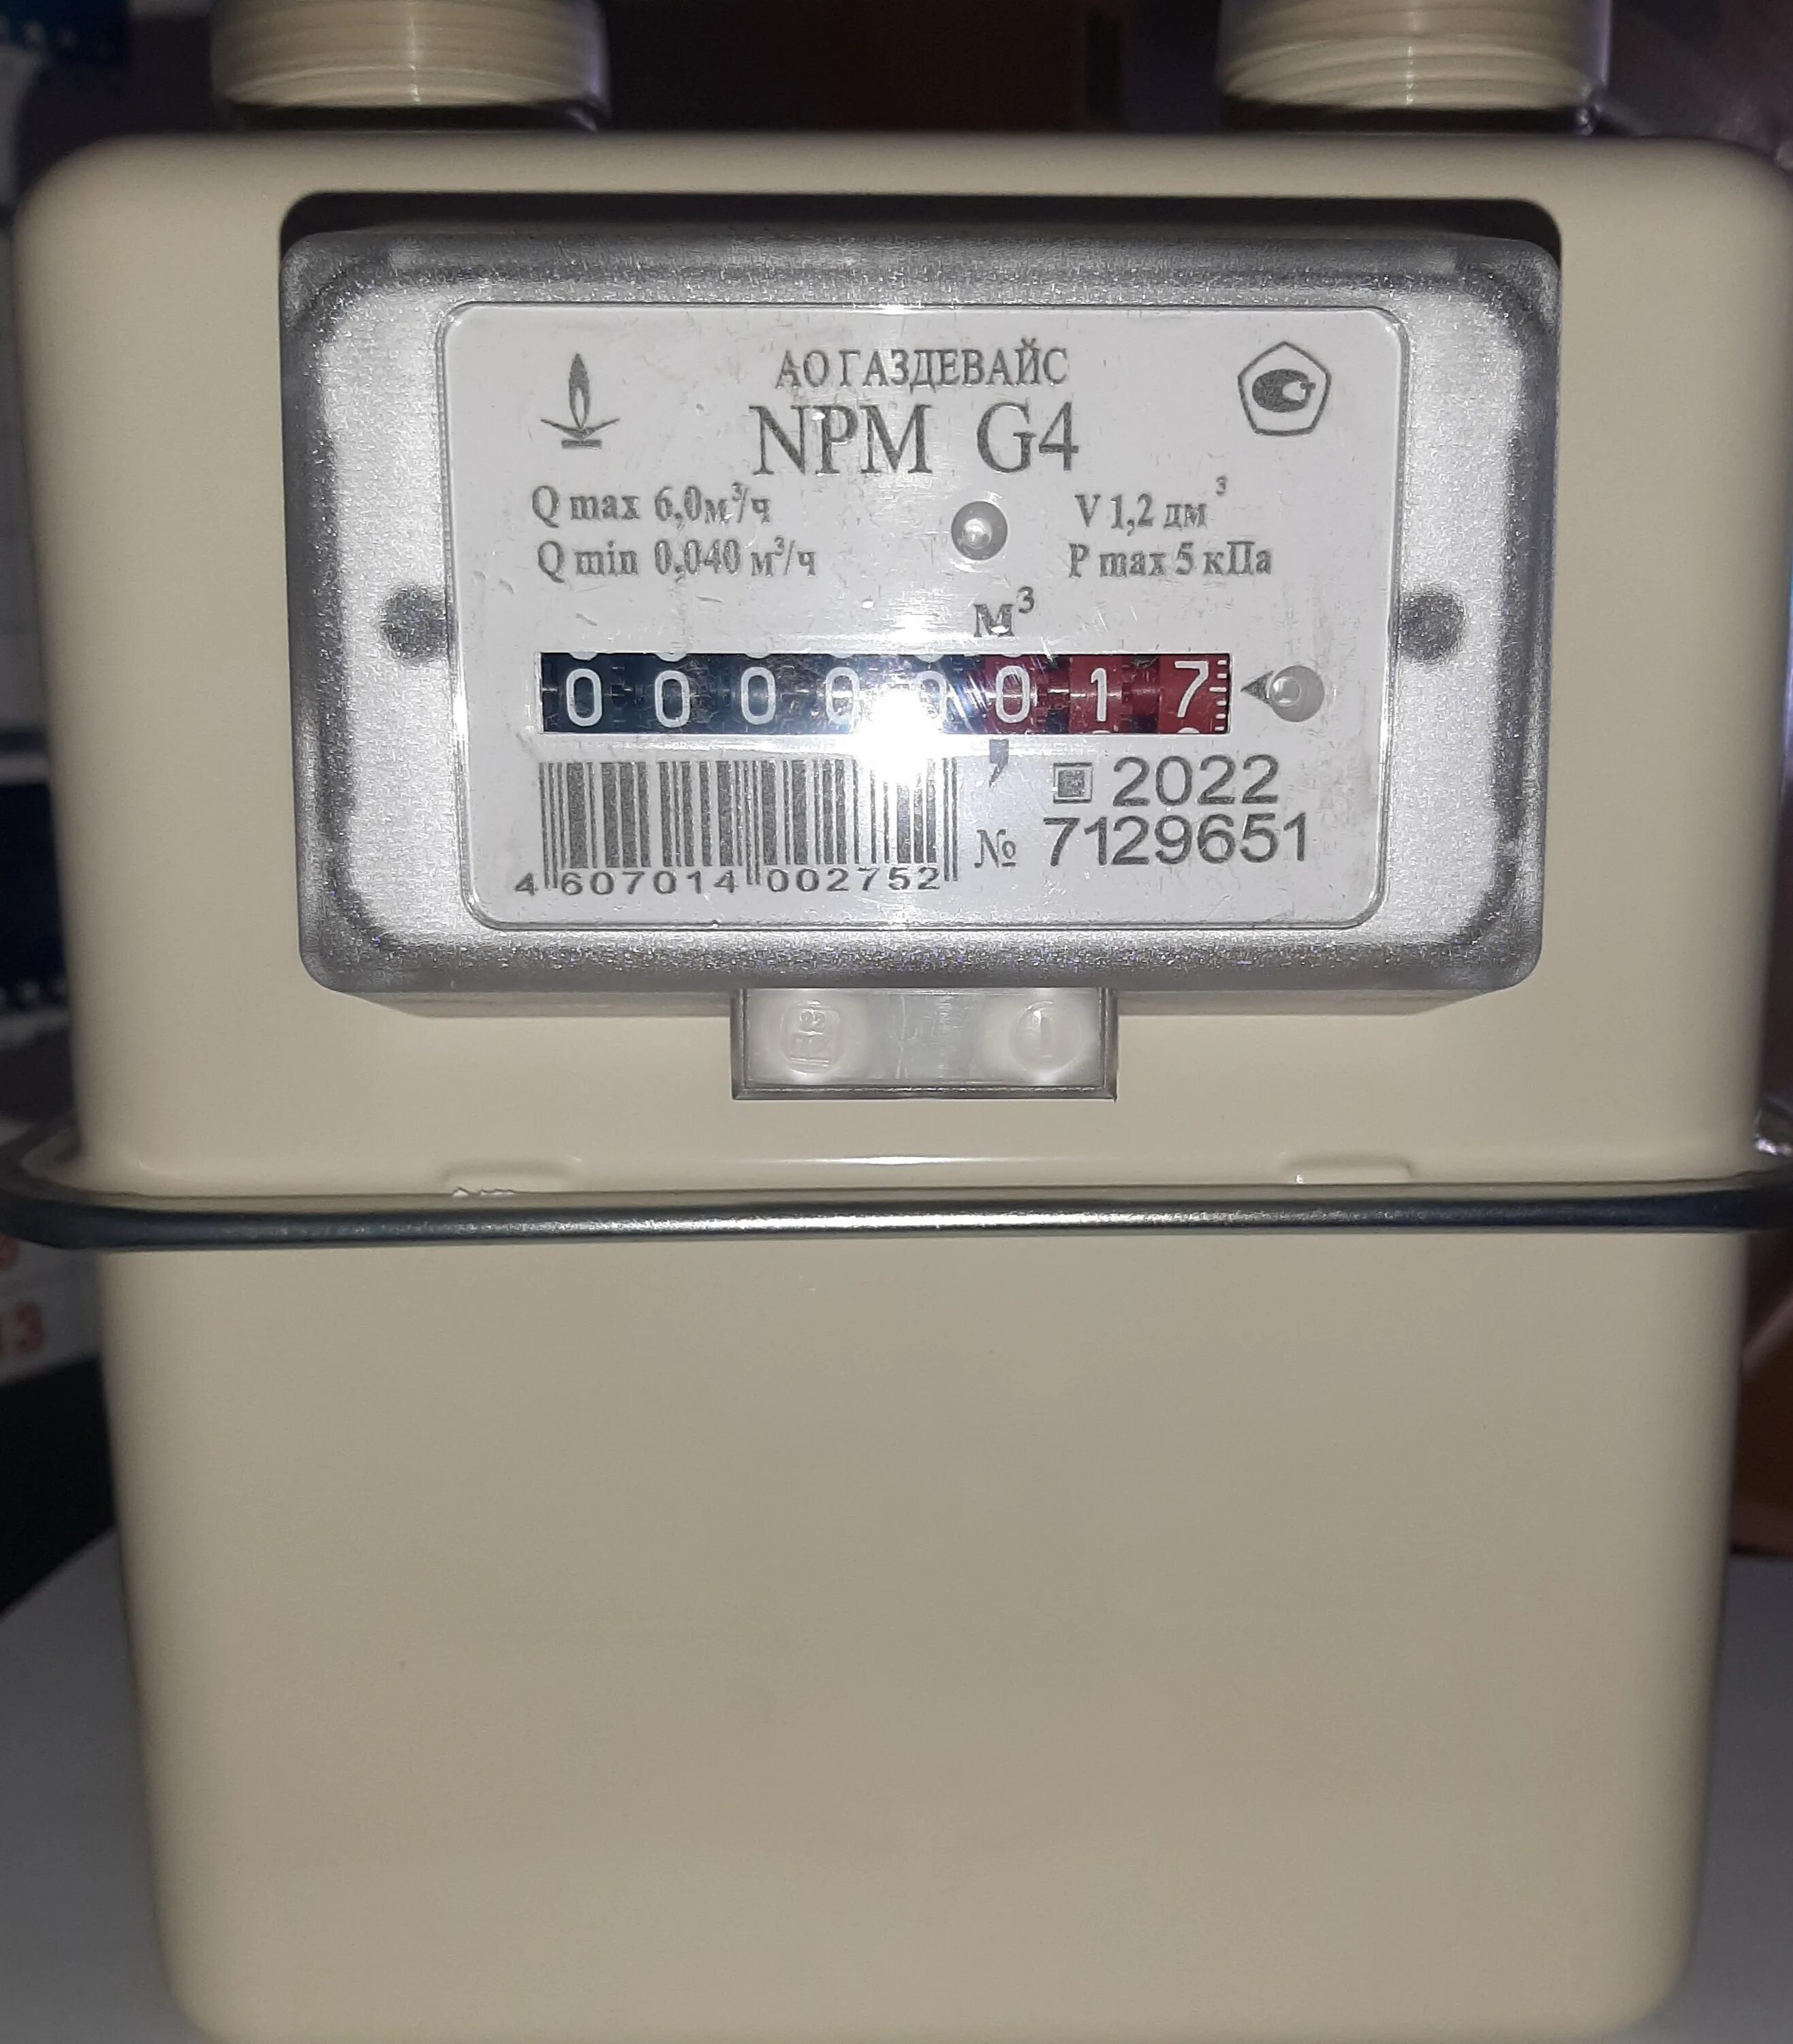 АО ГАЗДЕВАЙС
NPM G4
Q max 6,0м³/ч
V 1,2 дм³
Q min 0,040 м³/ч
P max 5 кПа
м³
0 0 0 0 0 0 1 7
,
2022
№ 7129651
4 607014 002752